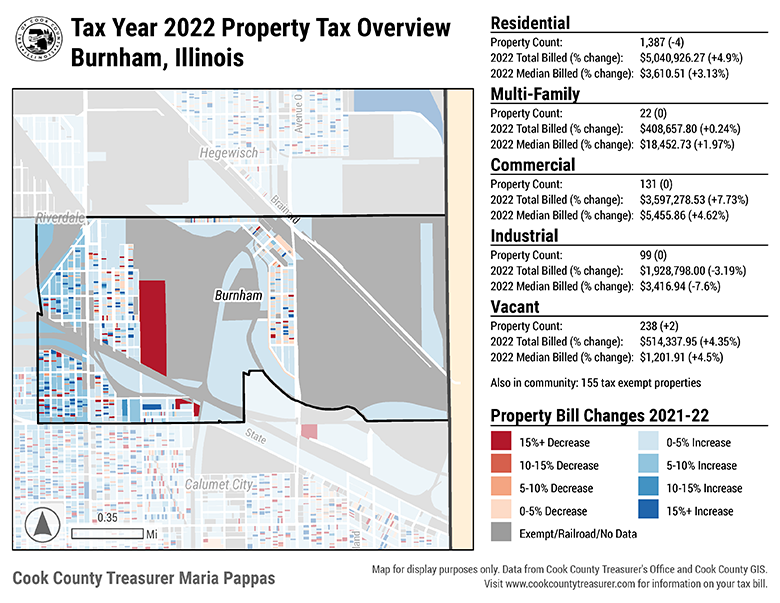 Tax Year 2022 Property Tax Overview
Burnham, Illinois
Residential
Property Count: 1,387 (-4)
2022 Total Billed (% change): $5,040,926.27 (+4.9%)
2022 Median Billed (% change): $3,610.51 (+3.13%)
Multi-Family
Property Count: 22 (0)
2022 Total Billed (% change): $408,657.80 (+0.24%)
2022 Median Billed (% change): $18,452.73 (+1.97%)
Commercial
Property Count: 131 (0)
2022 Total Billed (% change): $3,597,278.53 (+7.73%)
2022 Median Billed (% change): $5,455.86 (+4.62%)
Industrial
Property Count: 99 (0)
2022 Total Billed (% change): $1,928,798.00 (-3.19%)
2022 Median Billed (% change): $3,416.94 (-7.6%)
Vacant
Property Count: 238 (+2)
2022 Total Billed (% change): $514,337.95 (+4.35%)
2022 Median Billed (% change): $1,201.91 (+4.5%)
Also in community: 155 tax exempt properties
Property Bill Changes 2021-22
15%+ Decrease
10-15% Decrease
5-10% Decrease
0-5% Decrease
Exempt/Railroad/No Data
0-5% Increase
5-10% Increase
10-15% Increase
15%+ Increase
Avenue O
Hegewisch
Brainard
Riverdale
Burnham
State
Calumet City
0.35
Mi
Cook County Treasurer Maria Pappas
Map for display purposes only. Data from Cook County Treasurer's Office and Cook County GIS.
Visit www.cookcountytreasurer.com for information on your tax bill.